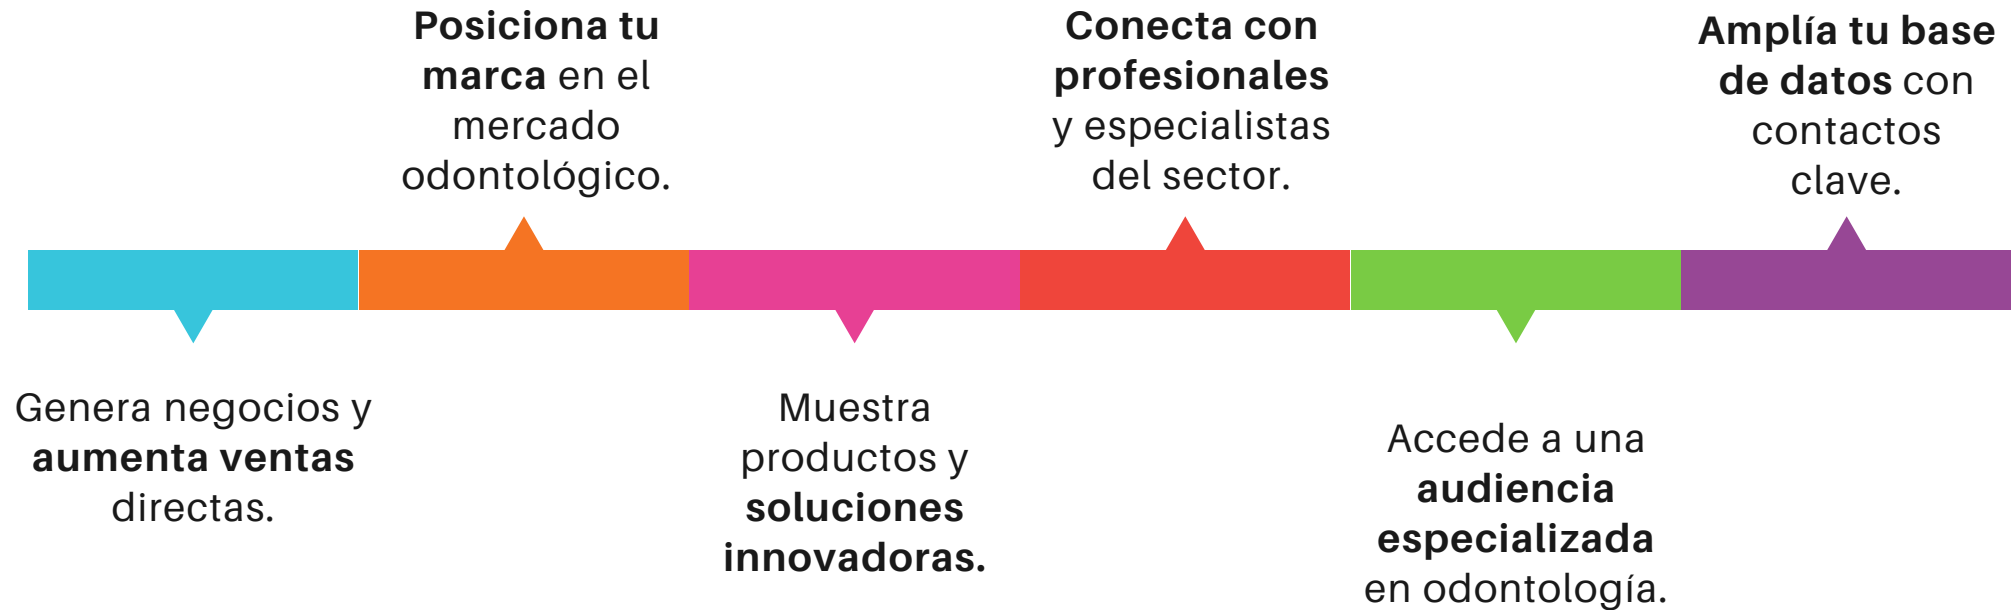 Posiciona tu
marca en el
mercado
odontológico.
Conecta con
profesionales
y especialistas
del sector.
Amplía tu base
de datos con
contactos
clave.
Genera negocios y
aumenta ventas
directas.
Muestra
productos y
soluciones
innovadoras.
Accede a una
audiencia
especializada
en odontología.